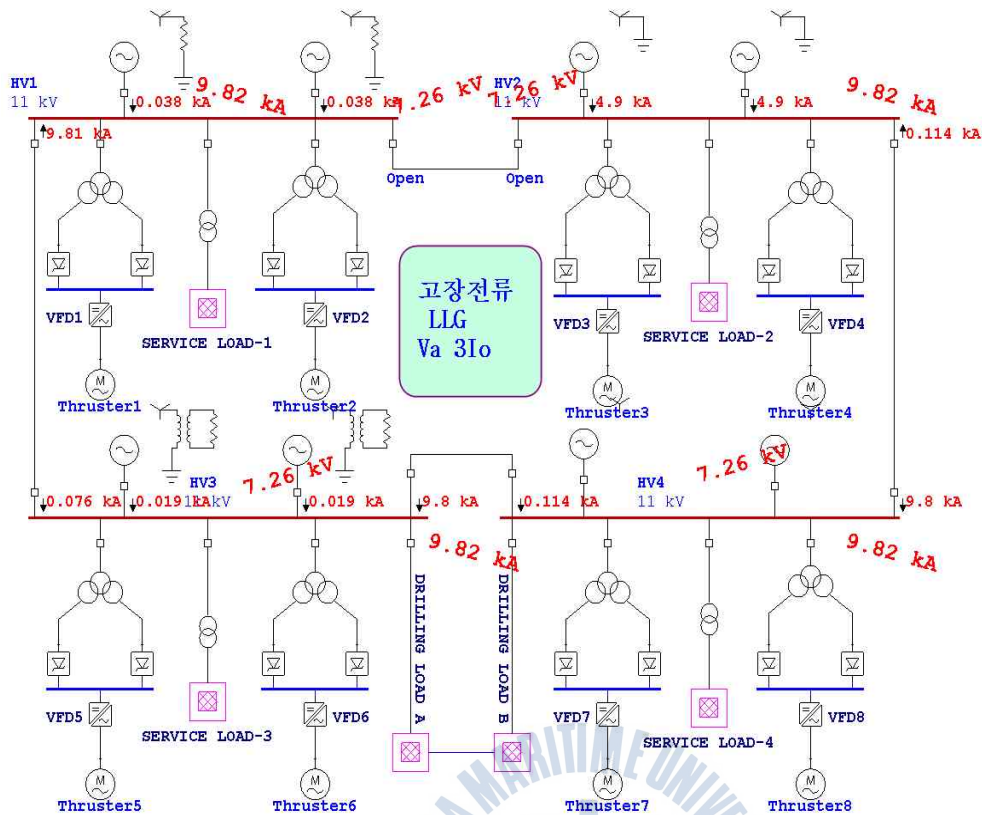 HV1
11 kV
9.82 kA
0.038 kA
0.038 kA
7.26 kV
7.26 kV
HV2
11 kV
4.9 kA
4.9 kA
9.82 kA
9.81 kA
0.114 kA
Open
Open
고장전류
LLG
Va 3Io
VFD1
VFD2
VFD3
VFD4
SERVICE LOAD-1
SERVICE LOAD-2
M
M
M
M
Thruster1
Thruster2
Thruster3
Thruster4
HV3
11 kV
7.26 kV
HV4
11 kV
7.26 kV
0.076 kA
0.019 kA
0.019 kA
9.8 kA
0.114 kA
9.8 kA
9.82 kA
9.82 kA
DRILLING LOAD A
DRILLING LOAD B
VFD5
VFD6
VFD7
VFD8
SERVICE LOAD-3
SERVICE LOAD-4
M
M
M
M
Thruster5
Thruster6
Thruster7
Thruster8
A MARITIME UNIVE